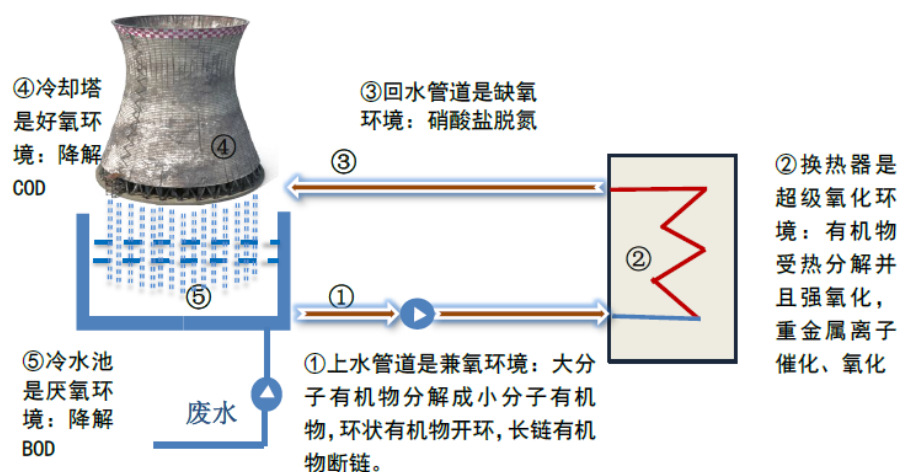 ④冷却塔
是好氧环
境：降解
COD
③回水管道是缺氧
环境：硝酸盐脱氮
④
③
②换热器是
超级氧化环
境：有机物
受热分解并
且强氧化，
重金属离子
催化、氧化
②
⑤
①
⑤冷水池
是厌氧环
境：降解
BOD
废水
①上水管道是兼氧环境：大分
子有机物分解成小分子有机
物，环状有机物开环，长链有机
物断链。